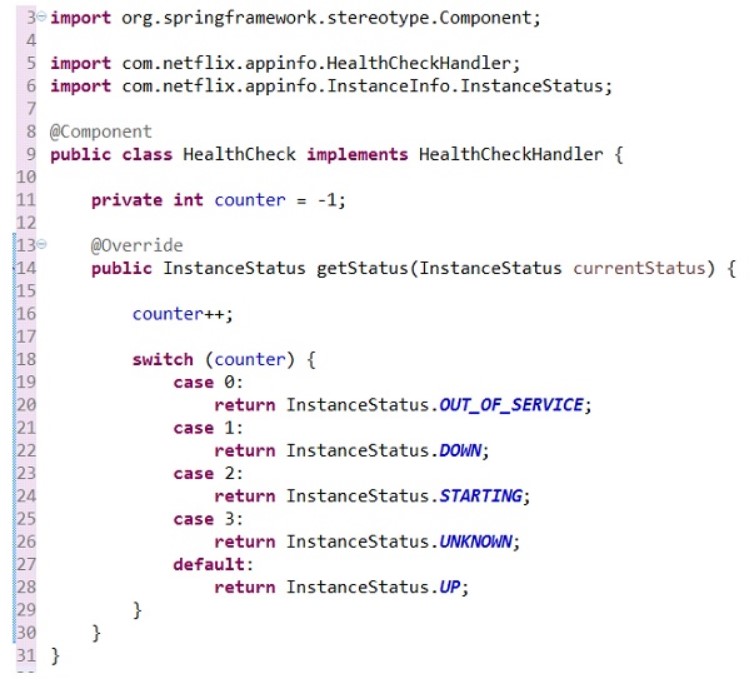 3 import org.springframework.stereotype.Component;
4
5 import com.netflix.appinfo.HealthCheckHandler;
6 import com.netflix.appinfo.InstanceInfo.InstanceStatus;
7
8 @Component
9 public class HealthCheck implements HealthCheckHandler {
10
11     private int counter = -1;
12
13     @Override
14     public InstanceStatus getStatus(InstanceStatus currentStatus) {
15
16         counter++;
17
18         switch (counter) {
19             case 0:
20                 return InstanceStatus.OUT_OF_SERVICE;
21             case 1:
22                 return InstanceStatus.DOWN;
23             case 2:
24                 return InstanceStatus.STARTING;
25             case 3:
26                 return InstanceStatus.UNKNOWN;
27             default:
28                 return InstanceStatus.UP;
29         }
30     }
31 }